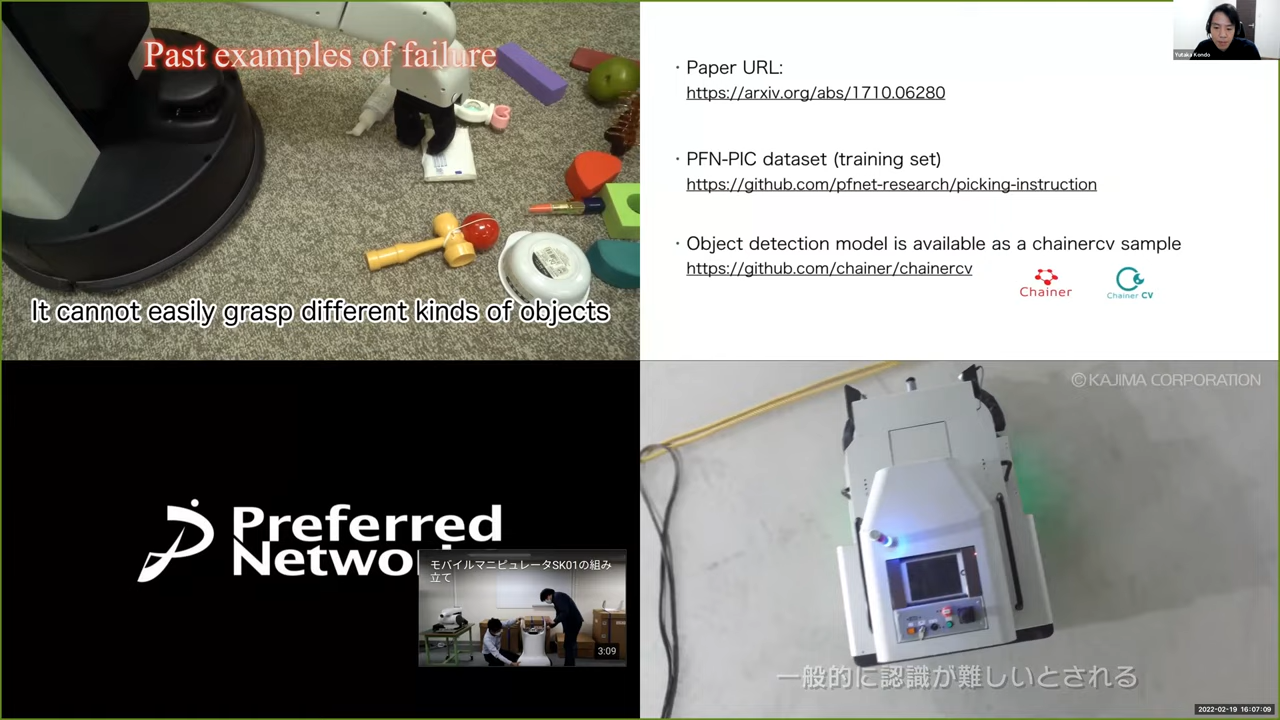 Past examples of failure
It cannot easily grasp different kinds of objects
・Paper URL:
https://arxiv.org/abs/1710.06280
・PFN-PIC dataset (training set)
https://github.com/pfnet-research/picking-instruction
・Object detection model is available as a chainercv sample
https://github.com/chainer/chainercv
Chainer
Chainer CV
Yutaka Kondo
Preferred
Networ
モバイルマニピュレータSK01の組み
立て
3:09
©KAJIMA CORPORATION
一般的に認識が難しいとされる
2022-02-19 16:07:09